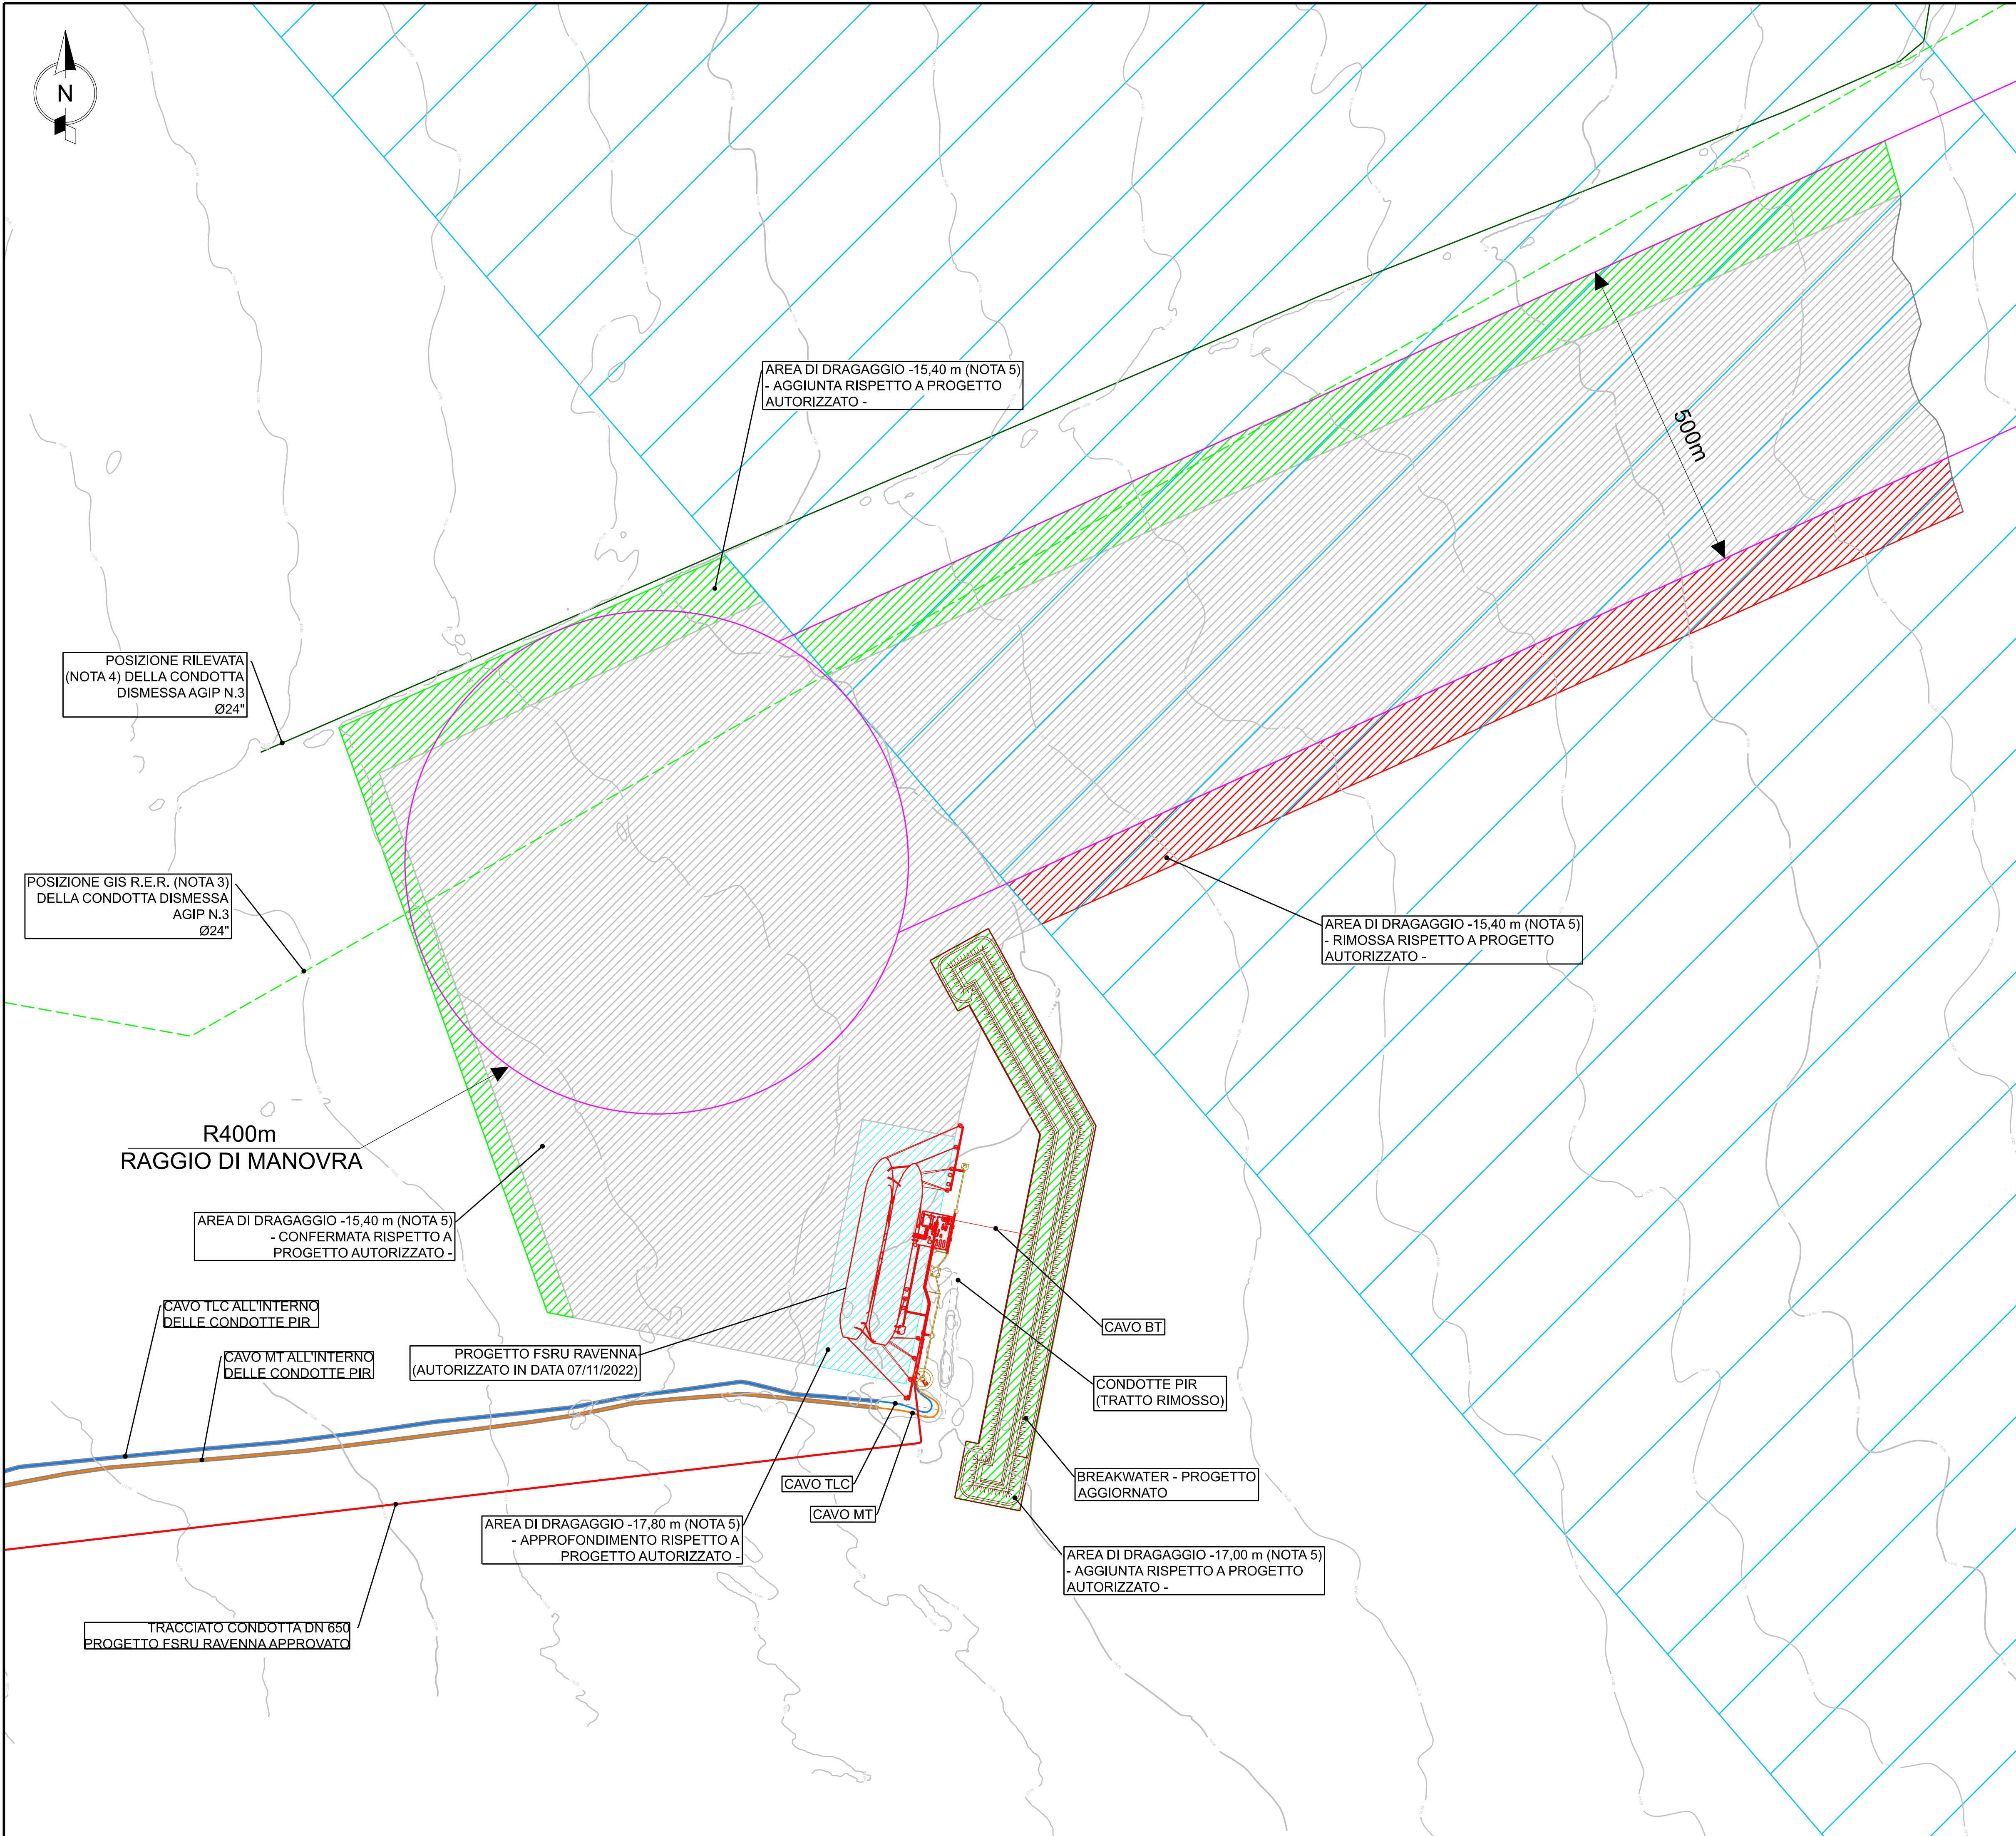 N
AREA DI DRAGAGGIO -15,40 m (NOTA 5)
- AGGIUNTA RISPETTO A PROGETTO
AUTORIZZATO -
500m
POSIZIONE RILEVATA
(NOTA 4) DELLA CONDOTTA
DISMESSA AGIP N.3
Ø24"
POSIZIONE GIS R.E.R. (NOTA 3)
DELLA CONDOTTA DISMESSA
AGIP N.3
Ø24"
AREA DI DRAGAGGIO -15,40 m (NOTA 5)
- RIMOSSA RISPETTO A PROGETTO
AUTORIZZATO -
R400m
RAGGIO DI MANOVRA
AREA DI DRAGAGGIO -15,40 m (NOTA 5)
- CONFERMATA RISPETTO A
PROGETTO AUTORIZZATO -
CAVO TLC ALL'INTERNO
DELLE CONDOTTE PIR
CAVO MT ALL'INTERNO
DELLE CONDOTTE PIR
PROGETTO FSRU RAVENNA
(AUTORIZZATO IN DATA 07/11/2022)
CAVO BT
CONDOTTE PIR
(TRATTO RIMOSSO)
CAVO TLC
CAVO MT
BREAKWATER - PROGETTO
AGGIORNATO
AREA DI DRAGAGGIO -17,80 m (NOTA 5)
- APPROFONDIMENTO RISPETTO A
PROGETTO AUTORIZZATO -
AREA DI DRAGAGGIO -17,00 m (NOTA 5)
- AGGIUNTA RISPETTO A PROGETTO
AUTORIZZATO -
TRACCIATO CONDOTTA DN 650
PROGETTO FSRU RAVENNA APPROVATO